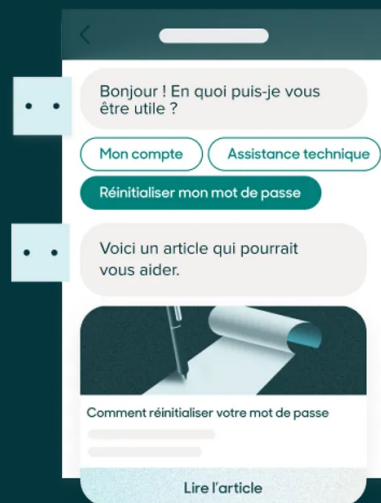 Bonjour ! En quoi puis-je vous
être utile ?
Mon compte
Assistance technique
Réinitialiser mon mot de passe
Voici un article qui pourrait
vous aider.
Comment réinitialiser votre mot de passe
Lire l'article